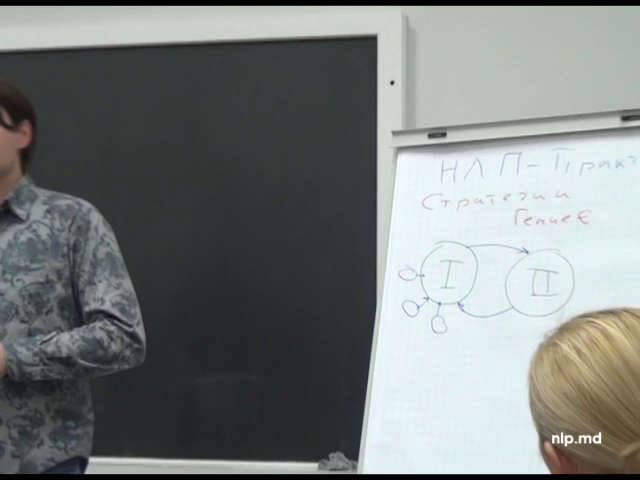 НЛП-Практ
Стратегии
Гениев
I
II
nlp.md